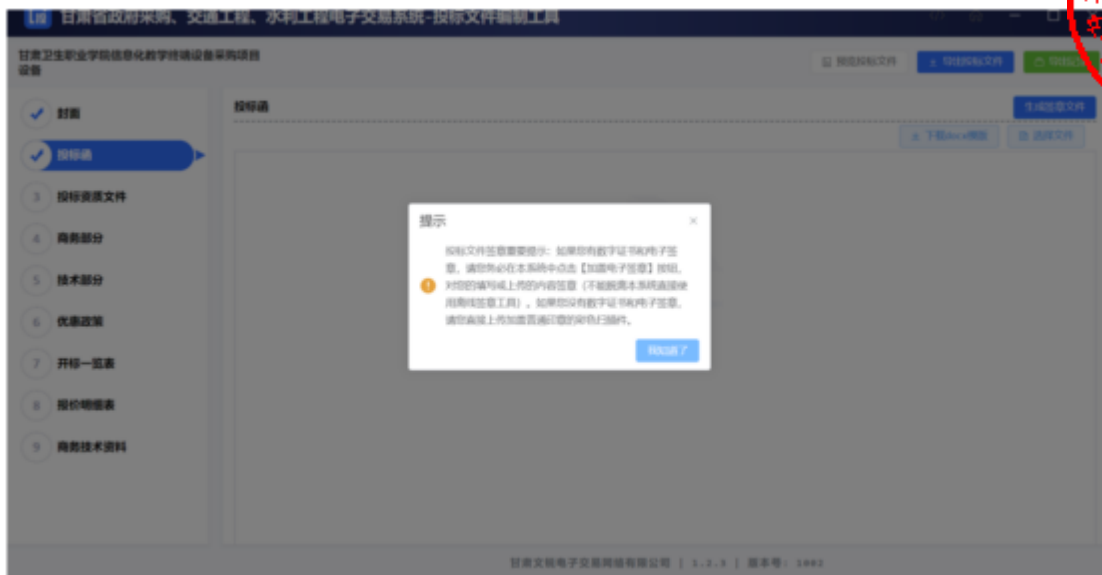 甘肃省政府采购、交通工程、水利工程电子交易系统-投标文件编制工具
甘肃卫生职业学院信息化教学终端设备采购项目
设备
预览投标文件
导出投标文件
封面
投标函
3 投标资质文件
4 商务部分
5 技术部分
6 优惠政策
7 开标一览表
8 报价明细表
9 商务技术资料
投标函
生成签章文件
下载docx模版
选择文件
提示
投标文件签章重要提示：如果您有数字证书和电子签
章，请您务必在本系统中点击【加盖电子签章】按钮，
对您的填写或上传的内容签章（不能脱离本系统直接使
用离线签章工具）。如果您没有数字证书和电子签章，
请您直接上传加盖普通印章的彩色扫描件。
我知道了
甘肃文锐电子交易网络有限公司 | 1.2.3 | 版本号: 1002